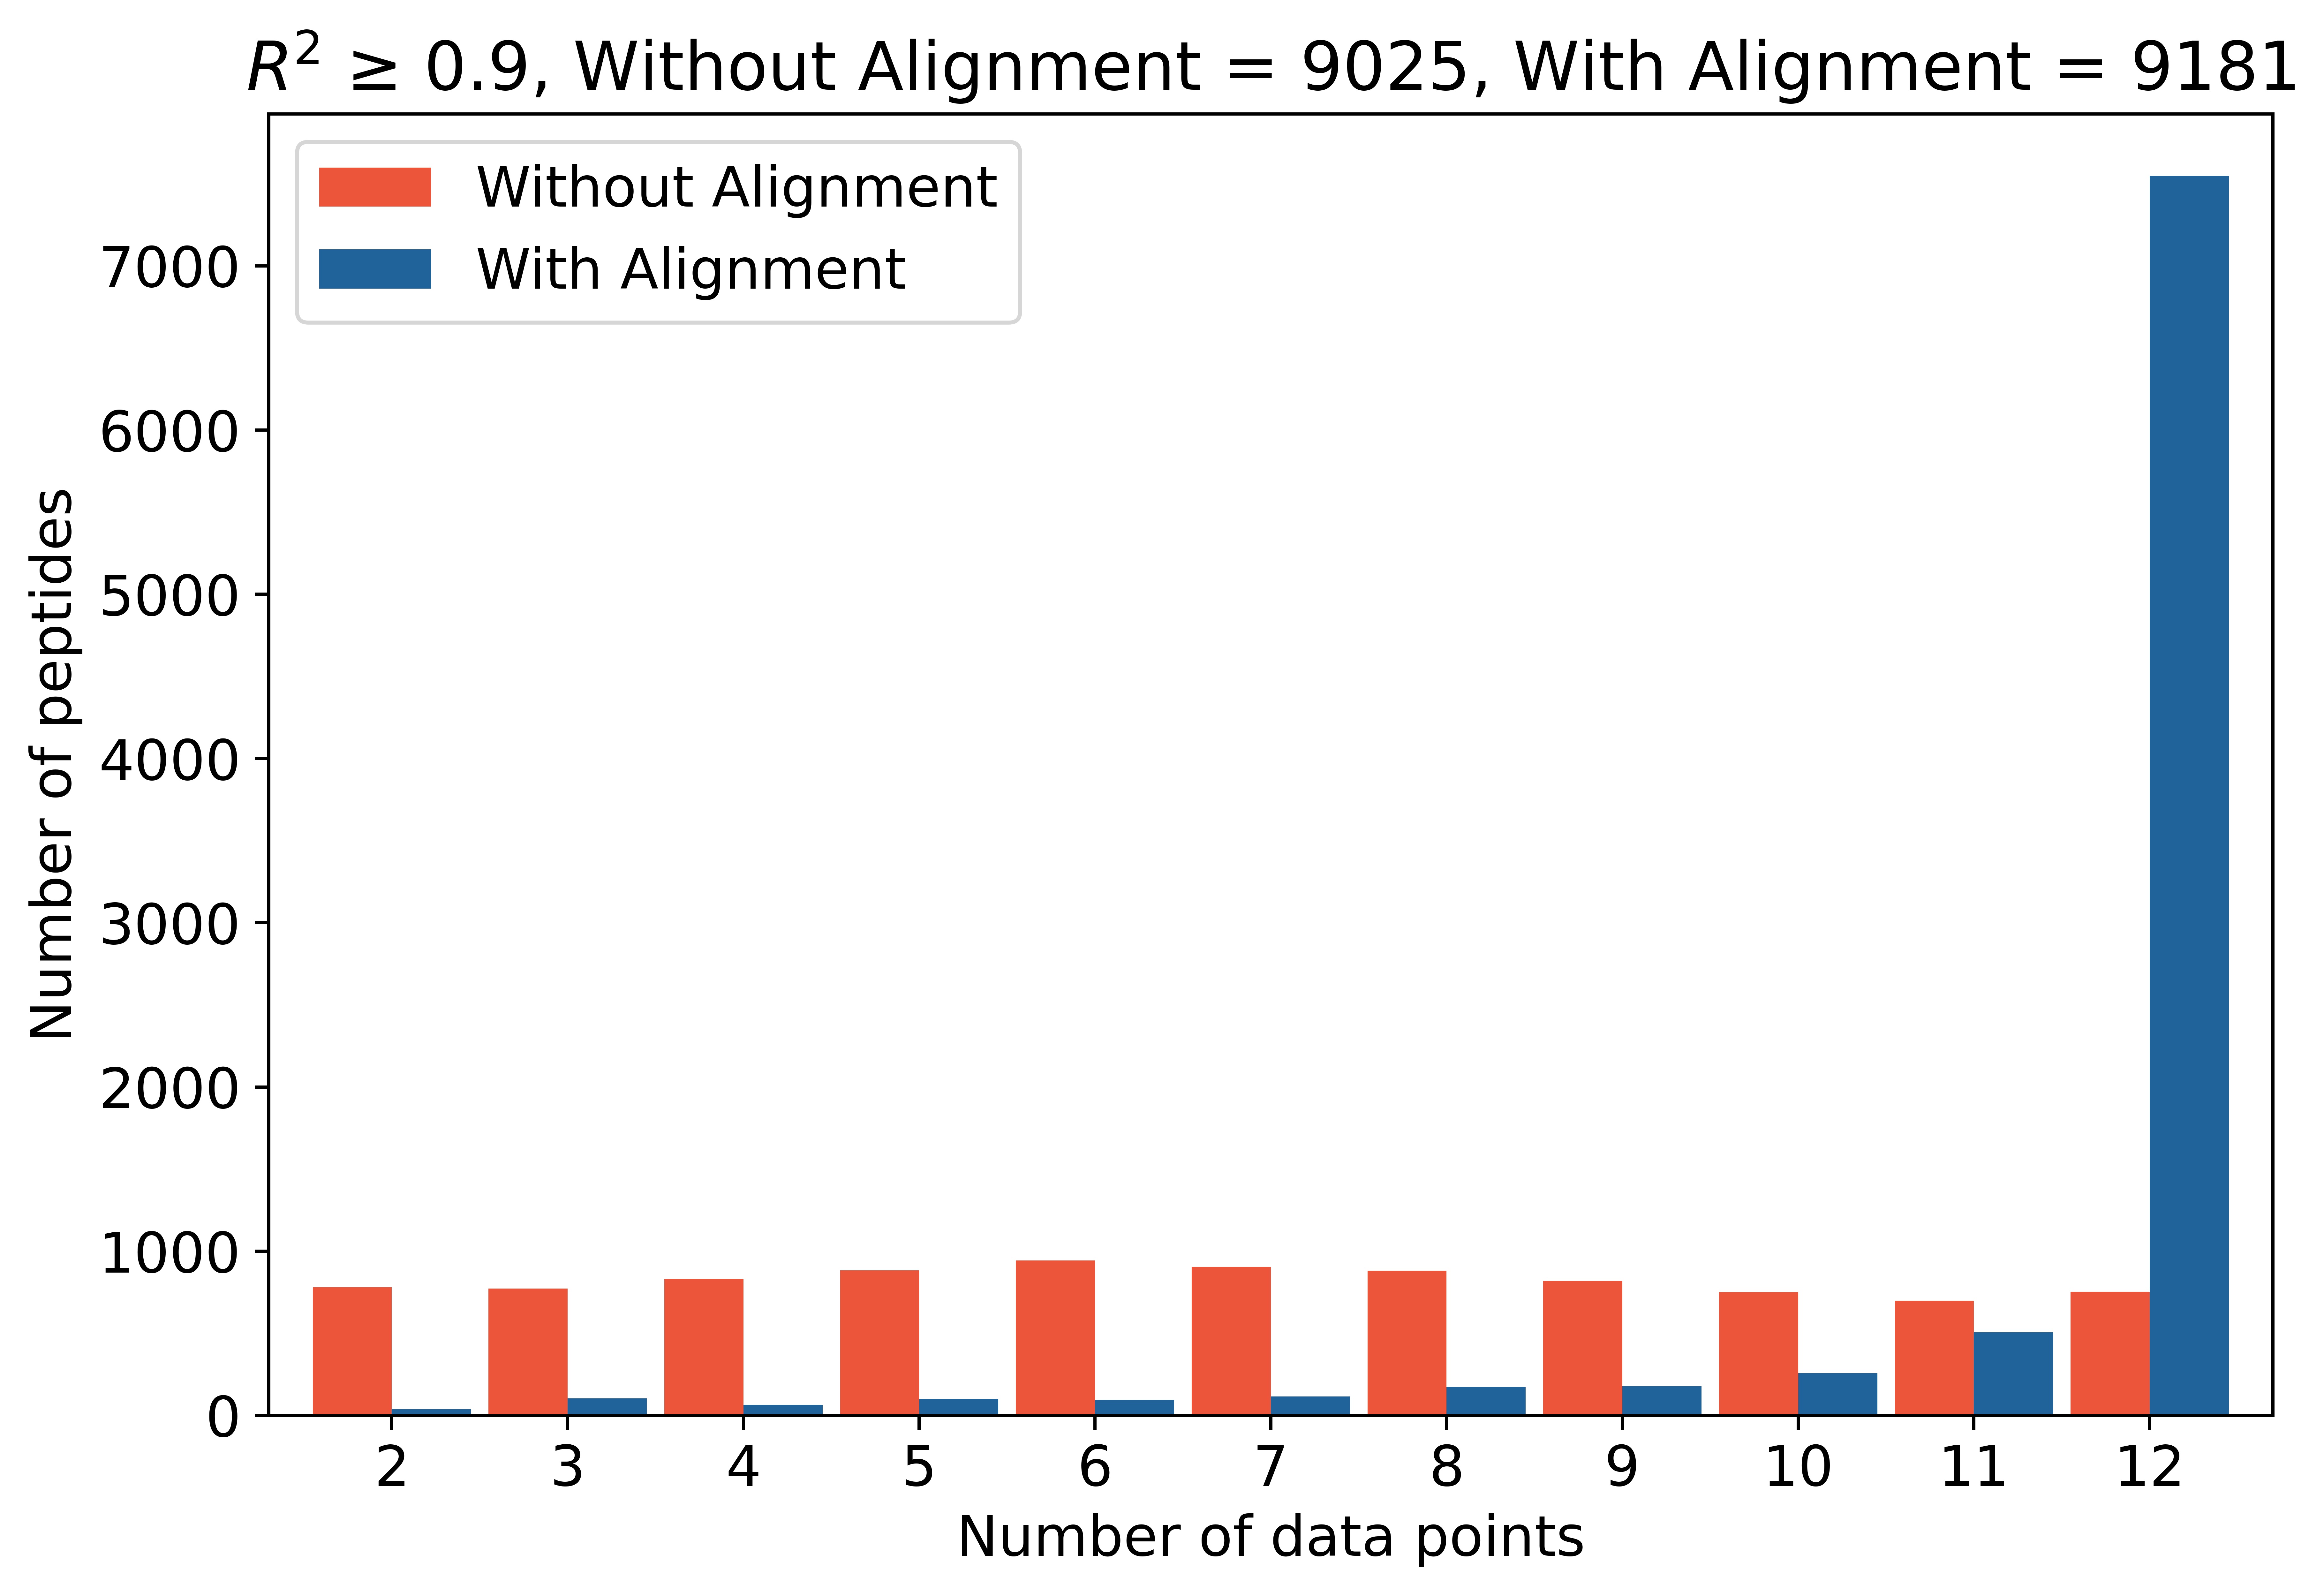 R² ≥ 0.9, Without Alignment = 9025, With Alignment = 9181
Without Alignment
With Alignment
Number of peptides
7000
6000
5000
4000
3000
2000
1000
0
2 3 4 5 6 7 8 9 10 11 12
Number of data points